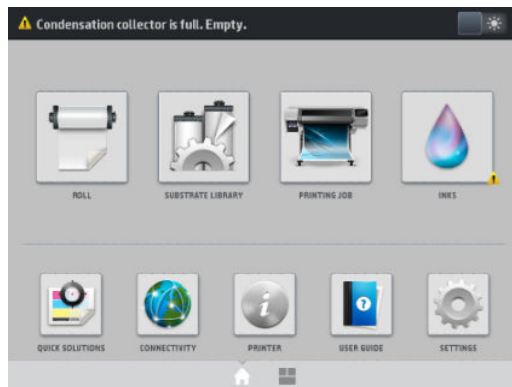 Condensation collector is full. Empty.
ROLL
SUBSTRATE LIBRARY
PRINTING JOB
INKS
QUICK SOLUTIONS
CONNECTIVITY
PRINTER
USER GUIDE
SETTINGS